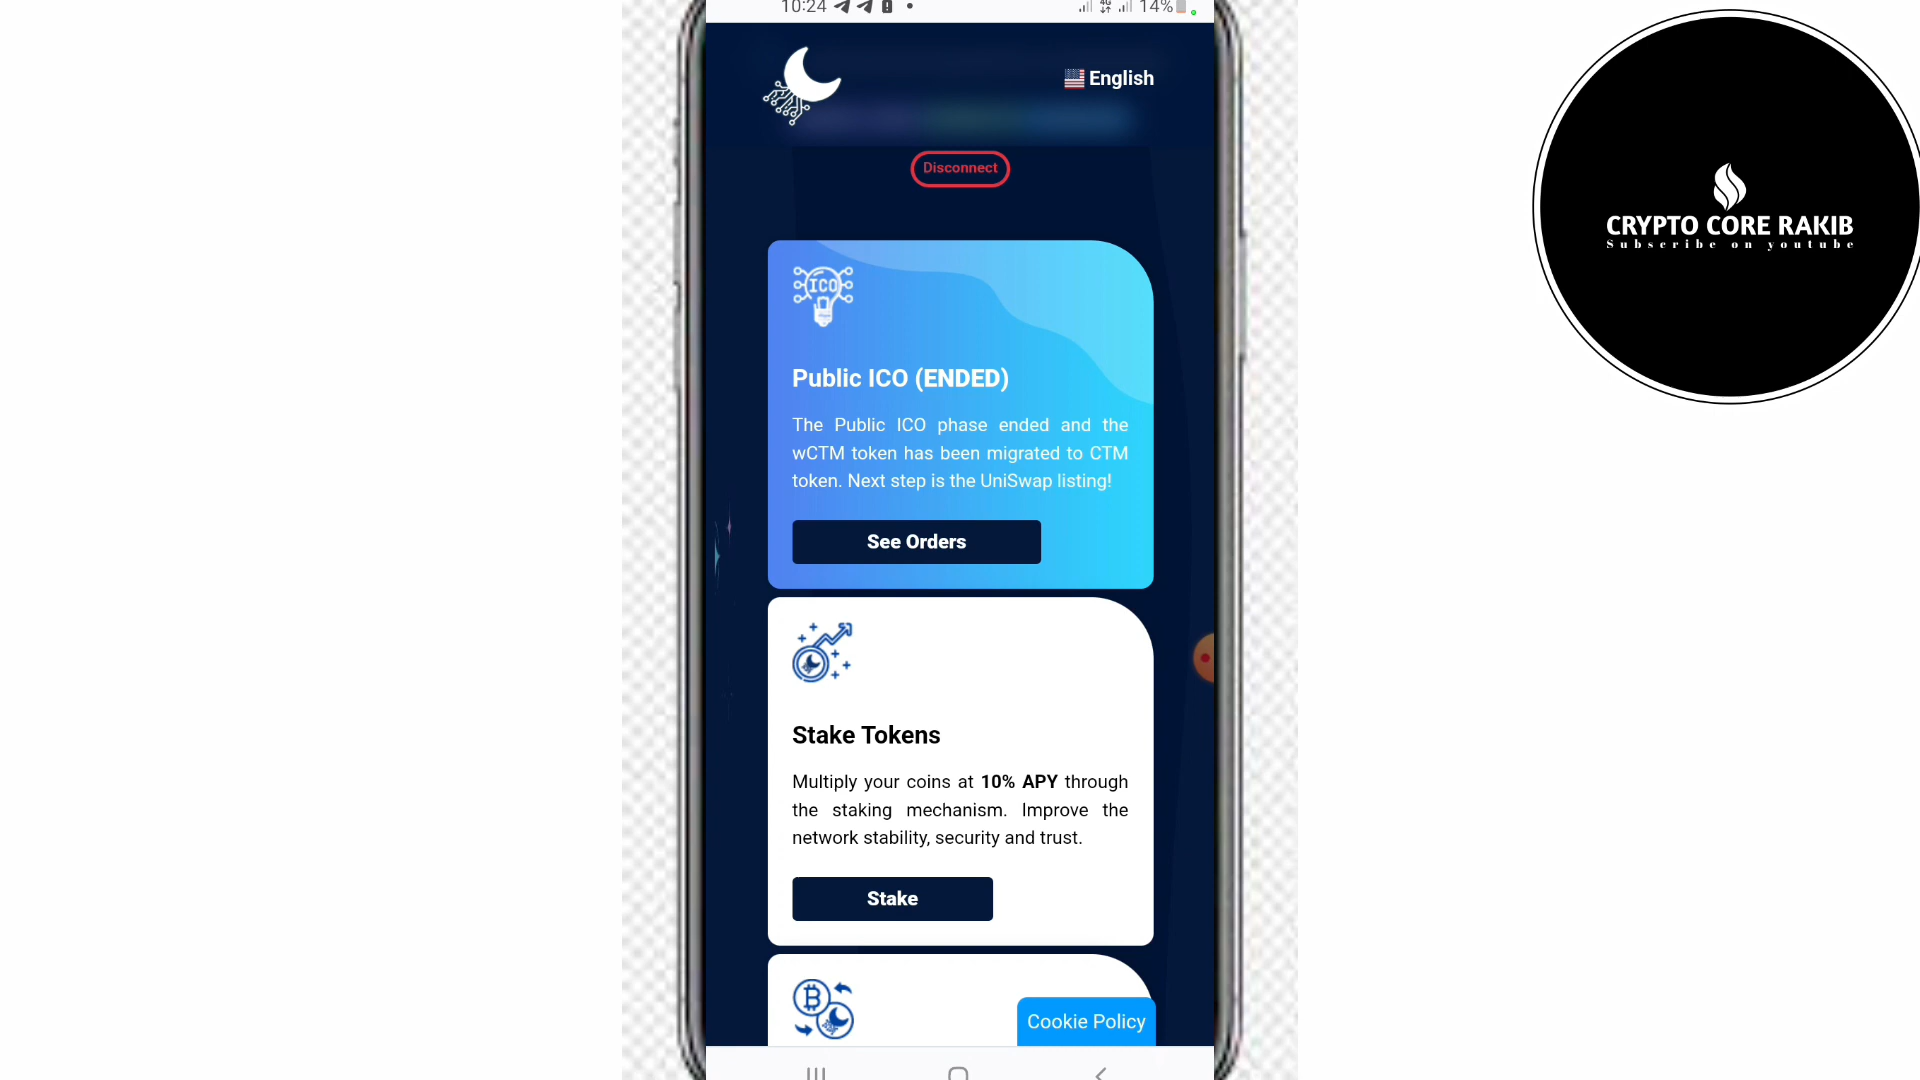 10:24
4G
14%
English
Disconnect
ICO
Public ICO (ENDED)
The Public ICO phase ended and the
wCTM token has been migrated to CTM
token. Next step is the UniSwap listing!
See Orders
Stake Tokens
Multiply your coins at 10% APY through
the staking mechanism. Improve the
network stability, security and trust.
Stake
Cookie Policy
CRYPTO CORE RAKIB
Subscribe on youtube